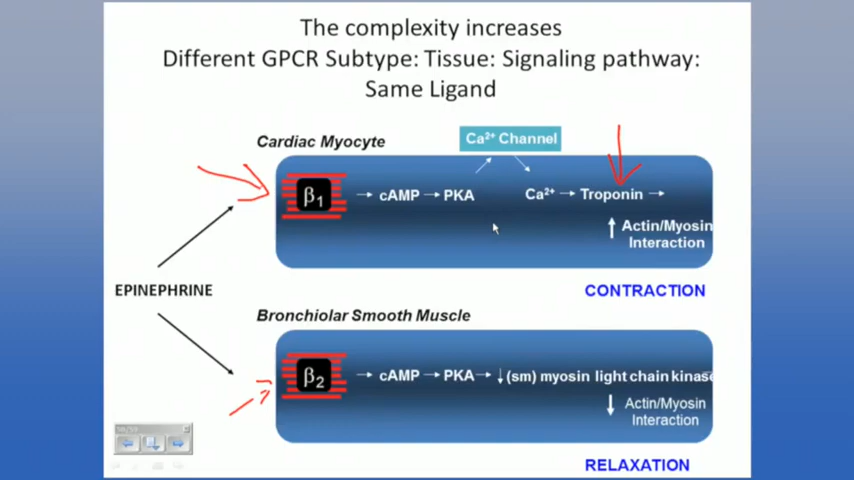 The complexity increases
Different GPCR Subtype: Tissue: Signaling pathway:
Same Ligand
Cardiac Myocyte
Ca²⁺ Channel
β₁ → cAMP → PKA
Ca²⁺ → Troponin →
↑ Actin/Myosin
Interaction
EPINEPHRINE
CONTRACTION
Bronchiolar Smooth Muscle
β₂ → cAMP → PKA → ↓ (sm) myosin light chain kinase
↓ Actin/Myosin
Interaction
RELAXATION